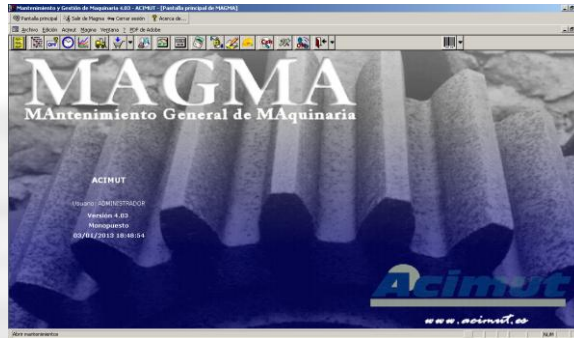 Mantenimiento y Gestión de Maquinaria 4.03 - ACIMUT - [Pantalla principal de MAGMA]
Pantalla principal Salir de Magma Cerrar sesión Acerca de...
Archivo Edición Acimut Magma Ventana ? PDF de Adobe
MAGMA
MAntenimiento General de MAquinaria
ACIMUT
Usuario: ADMINISTRADOR
Versión 4.03
Monopuesto
03/01/2013 18:48:54
Acimut
www.acimut.es
Abrir mantenimientos
NUM